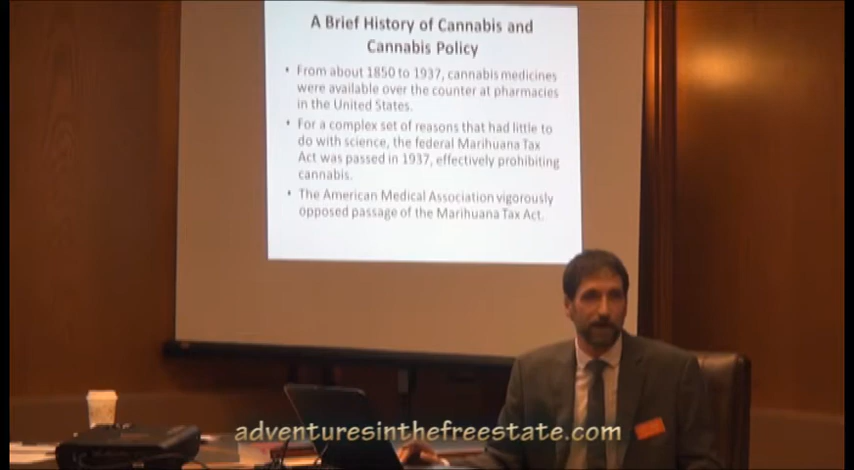 A Brief History of Cannabis and
Cannabis Policy
• From about 1850 to 1937, cannabis medicines
were available over the counter at pharmacies
in the United States.
• For a complex set of reasons that had little to
do with science, the federal Marihuana Tax
Act was passed in 1937, effectively prohibiting
cannabis.
• The American Medical Association vigorously
opposed passage of the Marihuana Tax Act.
adventuresinthefreestate.com